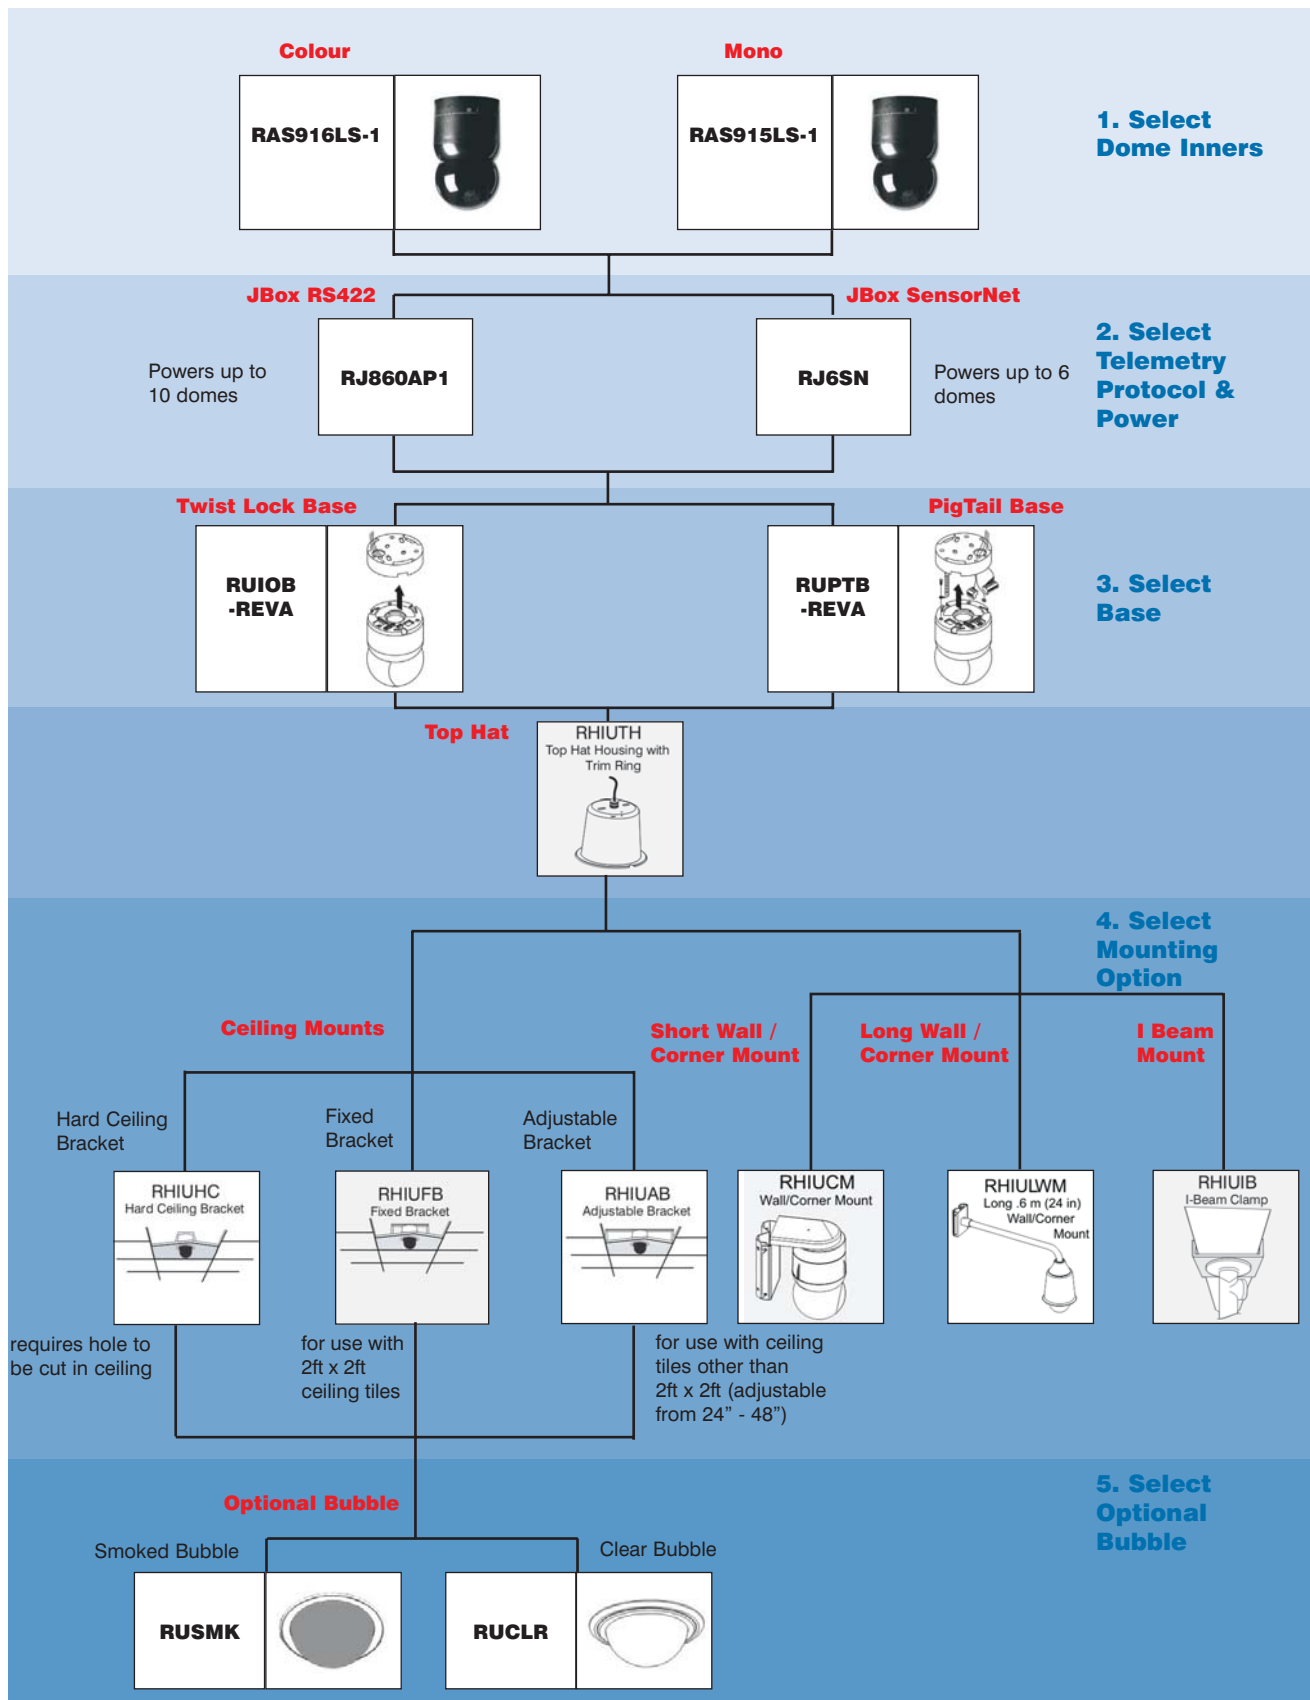 Colour
Mono
RAS916LS-1
RAS915LS-1
1. Select
Dome Inners
JBox RS422
JBox SensorNet
Powers up to
10 domes
RJ860AP1
RJ6SN
Powers up to 6
domes
2. Select
Telemetry
Protocol &
Power
Twist Lock Base
PigTail Base
RUIOB
-REVA
RUPTB
-REVA
3. Select
Base
Top Hat
RHIUTH
Top Hat Housing with
Trim Ring
4. Select
Mounting
Option
Ceiling Mounts
Short Wall /
Corner Mount
Long Wall /
Corner Mount
I Beam
Mount
Hard Ceiling
Bracket
Fixed
Bracket
Adjustable
Bracket
RHIUHC
Hard Ceiling Bracket
RHIUFB
Fixed Bracket
RHIUAB
Adjustable Bracket
RHIUCM
Wall/Corner Mount
RHIULWM
Long .6 m (24 in)
Wall/Corner
Mount
RHIUIB
I-Beam Clamp
requires hole to
be cut in ceiling
for use with
2ft x 2ft
ceiling tiles
for use with ceiling
tiles other than
2ft x 2ft (adjustable
from 24” - 48”)
5. Select
Optional
Bubble
Optional Bubble
Smoked Bubble
Clear Bubble
RUSMK
RUCLR